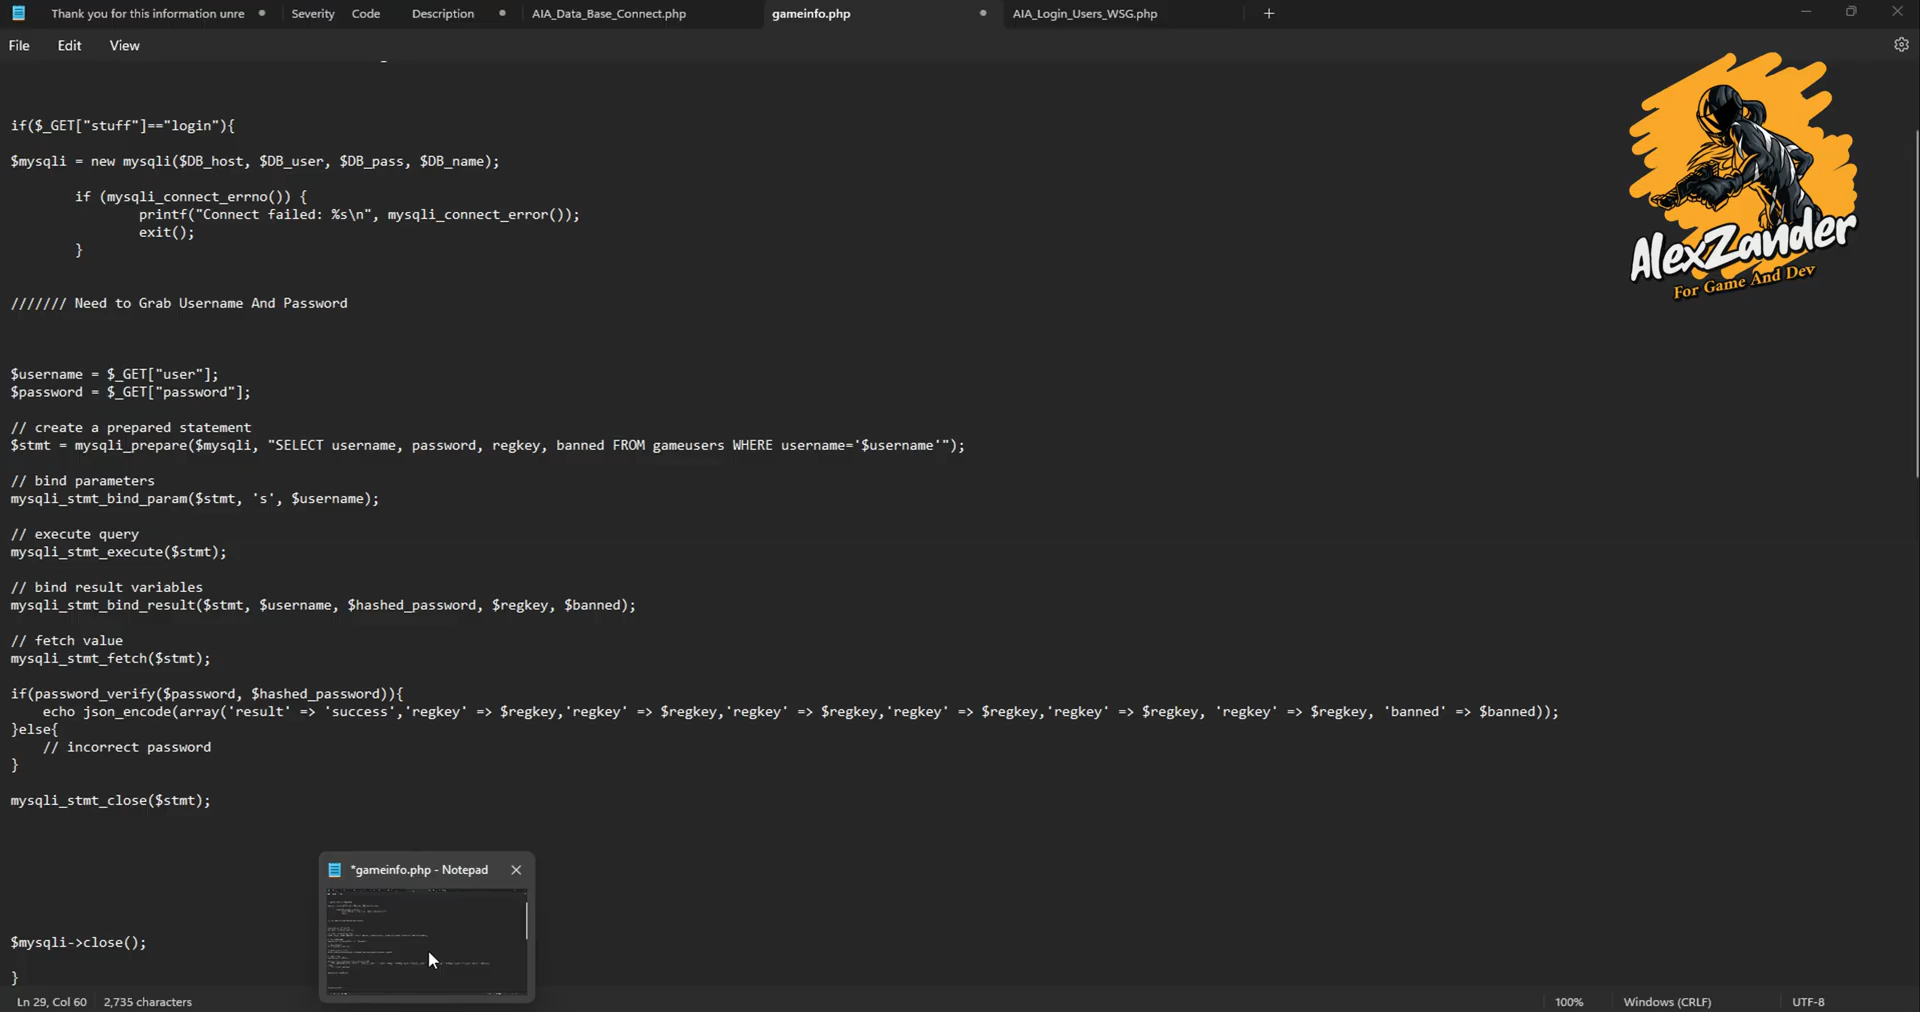 Thank you for this information unre
Severity Code Description
AIA_Data_Base_Connect.php
gameinfo.php
AIA_Login_Users_WSG.php
File Edit View
if($_GET["stuff"]=="login"){
$mysqli = new mysqli($DB_host, $DB_user, $DB_pass, $DB_name);
if (mysqli_connect_errno()) {
printf("Connect failed: %s\n", mysqli_connect_error());
exit();
}
/////// Need to Grab Username And Password
$username = $_GET["user"];
$password = $_GET["password"];
// create a prepared statement
$stmt = mysqli_prepare($mysqli, "SELECT username, password, regkey, banned FROM gameusers WHERE username='$username'");
// bind parameters
mysqli_stmt_bind_param($stmt, 's', $username);
// execute query
mysqli_stmt_execute($stmt);
// bind result variables
mysqli_stmt_bind_result($stmt, $username, $hashed_password, $regkey, $banned);
// fetch value
mysqli_stmt_fetch($stmt);
if(password_verify($password, $hashed_password)){
echo json_encode(array('result' => 'success','regkey' => $regkey,'regkey' => $regkey,'regkey' => $regkey,'regkey' => $regkey,'regkey' => $regkey, 'regkey' => $regkey, 'banned' => $banned));
}else{
// incorrect password
}
mysqli_stmt_close($stmt);
$mysqli->close();
}
*gameinfo.php - Notepad
Ln 29, Col 60 2,735 characters
100% Windows (CRLF) UTF-8
AlexZander
For Game And Dev